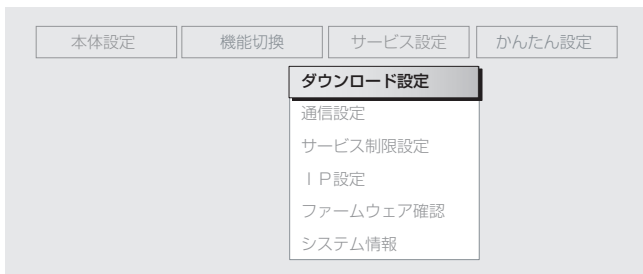 本体設定 機能切換 サービス設定 かんたん設定
ダウンロード設定
通信設定
サービス制限設定
ＩＰ設定
ファームウェア確認
システム情報